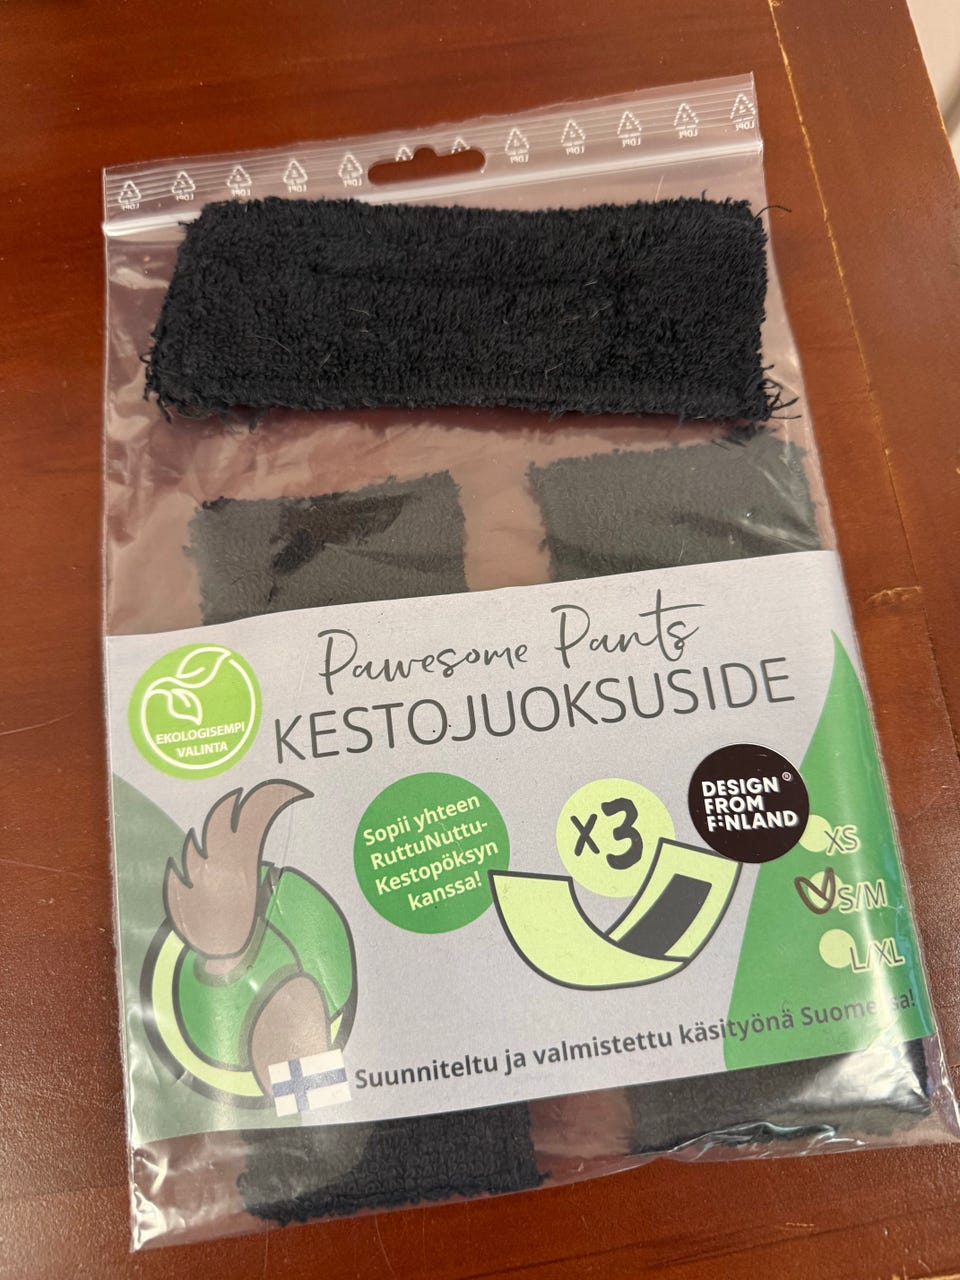 Pawesome Pants
KESTOJUOKSUSIDE
EKOLOGISEMPI
VALINTA
Sopii yhteen
RuttuNuttu-
Kestopöksyn
kanssa!
x3
DESIGN®
FROM
FINLAND
XS
S/M
L/XL
Suunniteltu ja valmistettu käsityönä Suomessa!